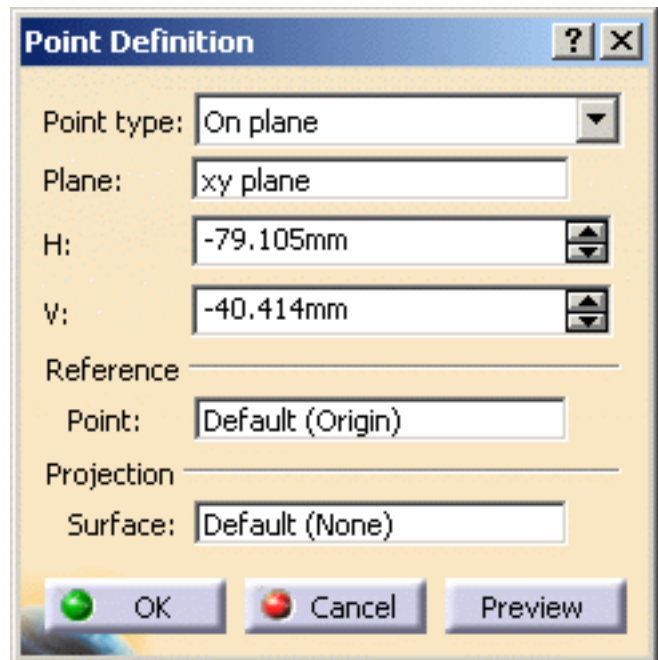 Point Definition ? X
Point type: On plane
Plane: xy plane
H: -79.105mm
V: -40.414mm
Reference
Point: Default (Origin)
Projection
Surface: Default (None)
OK Cancel Preview